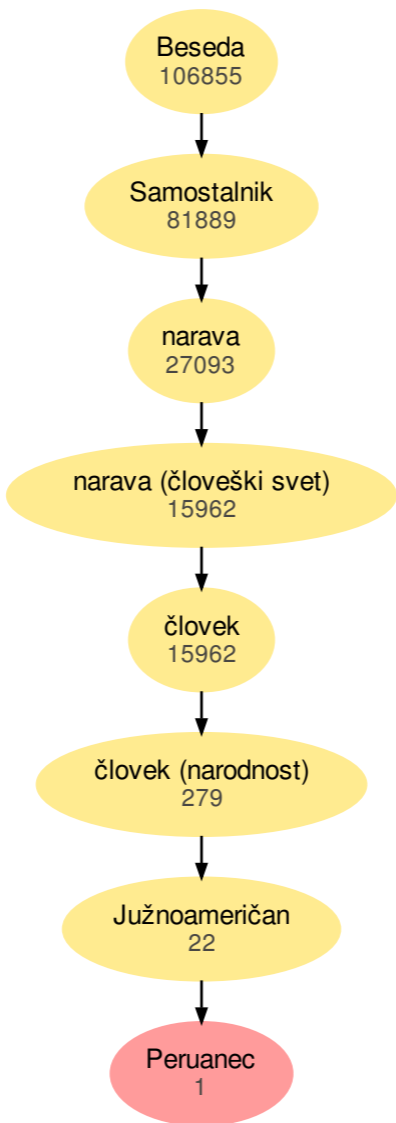 Beseda
106855
Samostalnik
81889
narava
27093
narava (človeški svet)
15962
človek
15962
človek (narodnost)
279
Južnoameričan
22
Peruanec
1